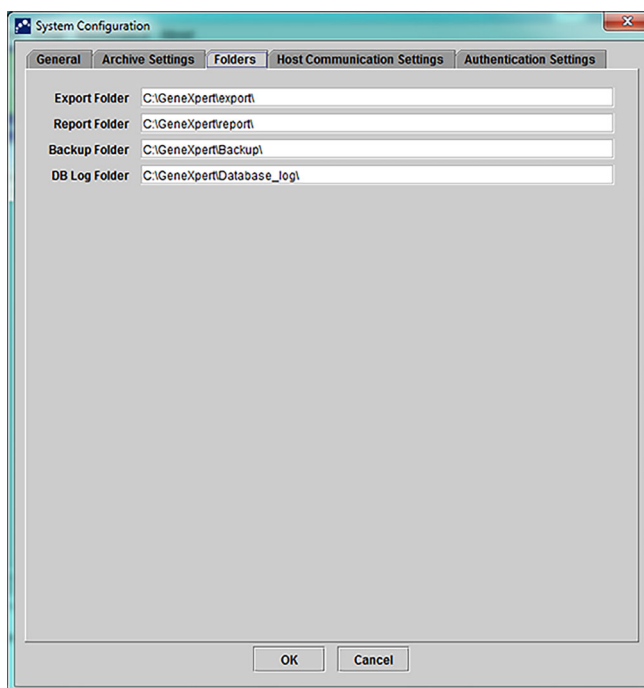 System Configuration
General Archive Settings Folders Host Communication Settings Authentication Settings
Export Folder C:\GeneXpert\export\
Report Folder C:\GeneXpert\report\
Backup Folder C:\GeneXpert\Backup\
DB Log Folder C:\GeneXpert\Database_log\
OK Cancel